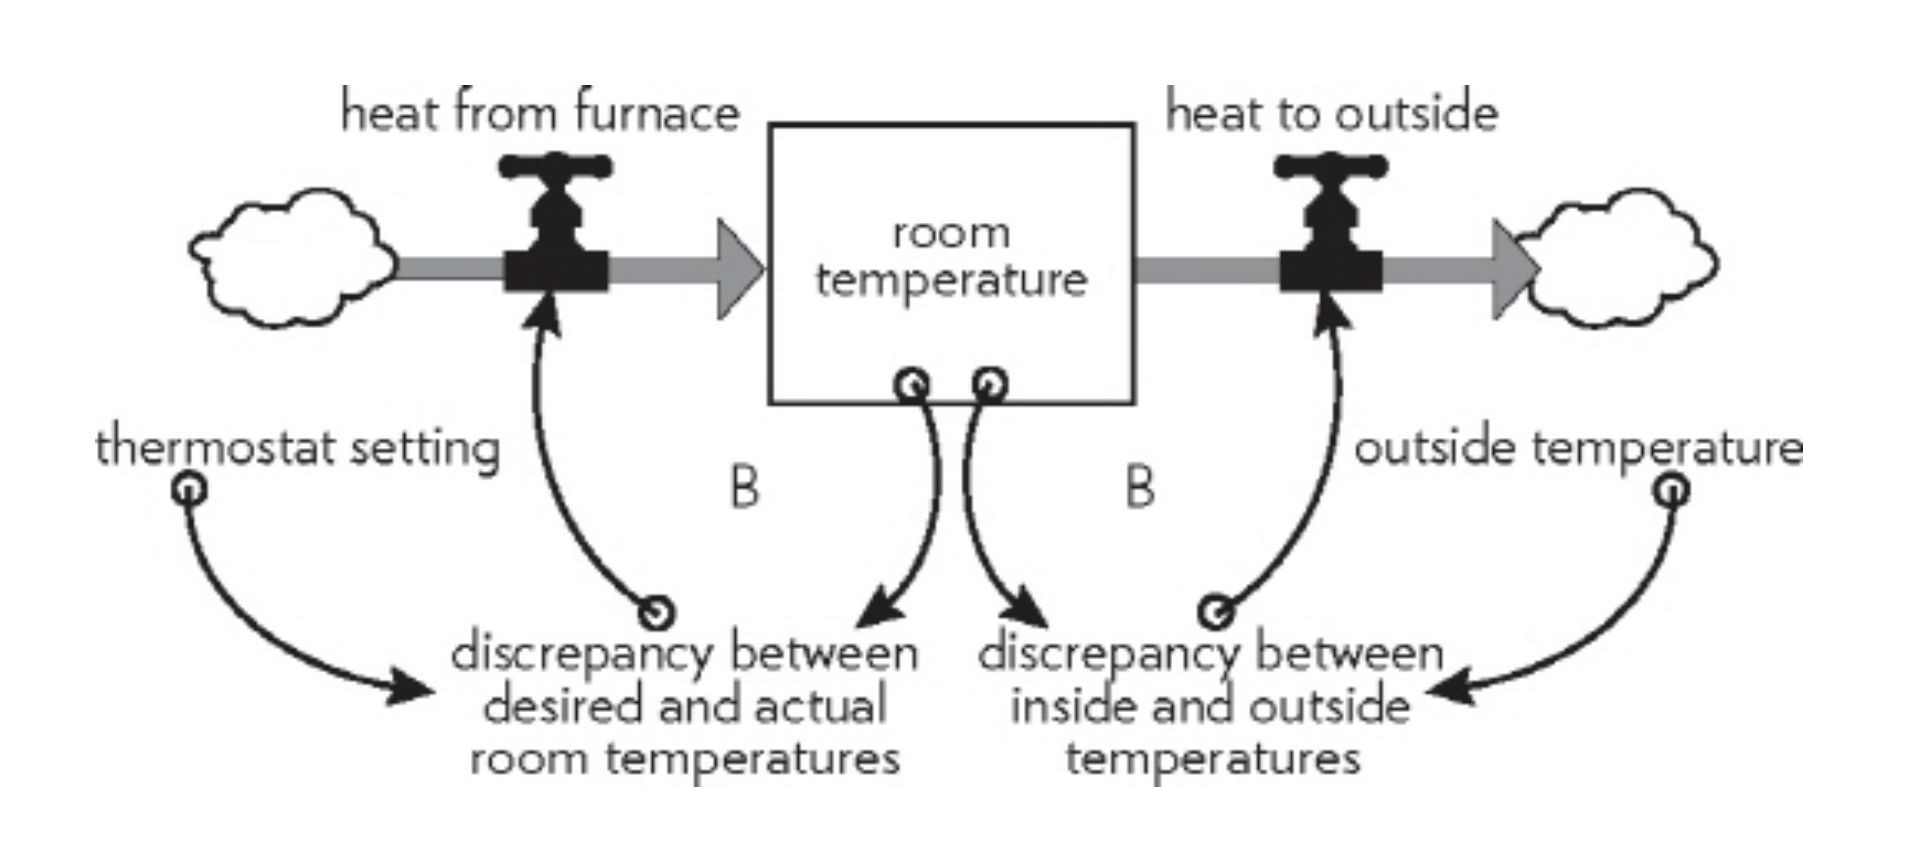 heat from furnace
heat to outside
room
temperature
thermostat setting
B
B
outside temperature
discrepancy between
desired and actual
room temperatures
discrepancy between
inside and outside
temperatures